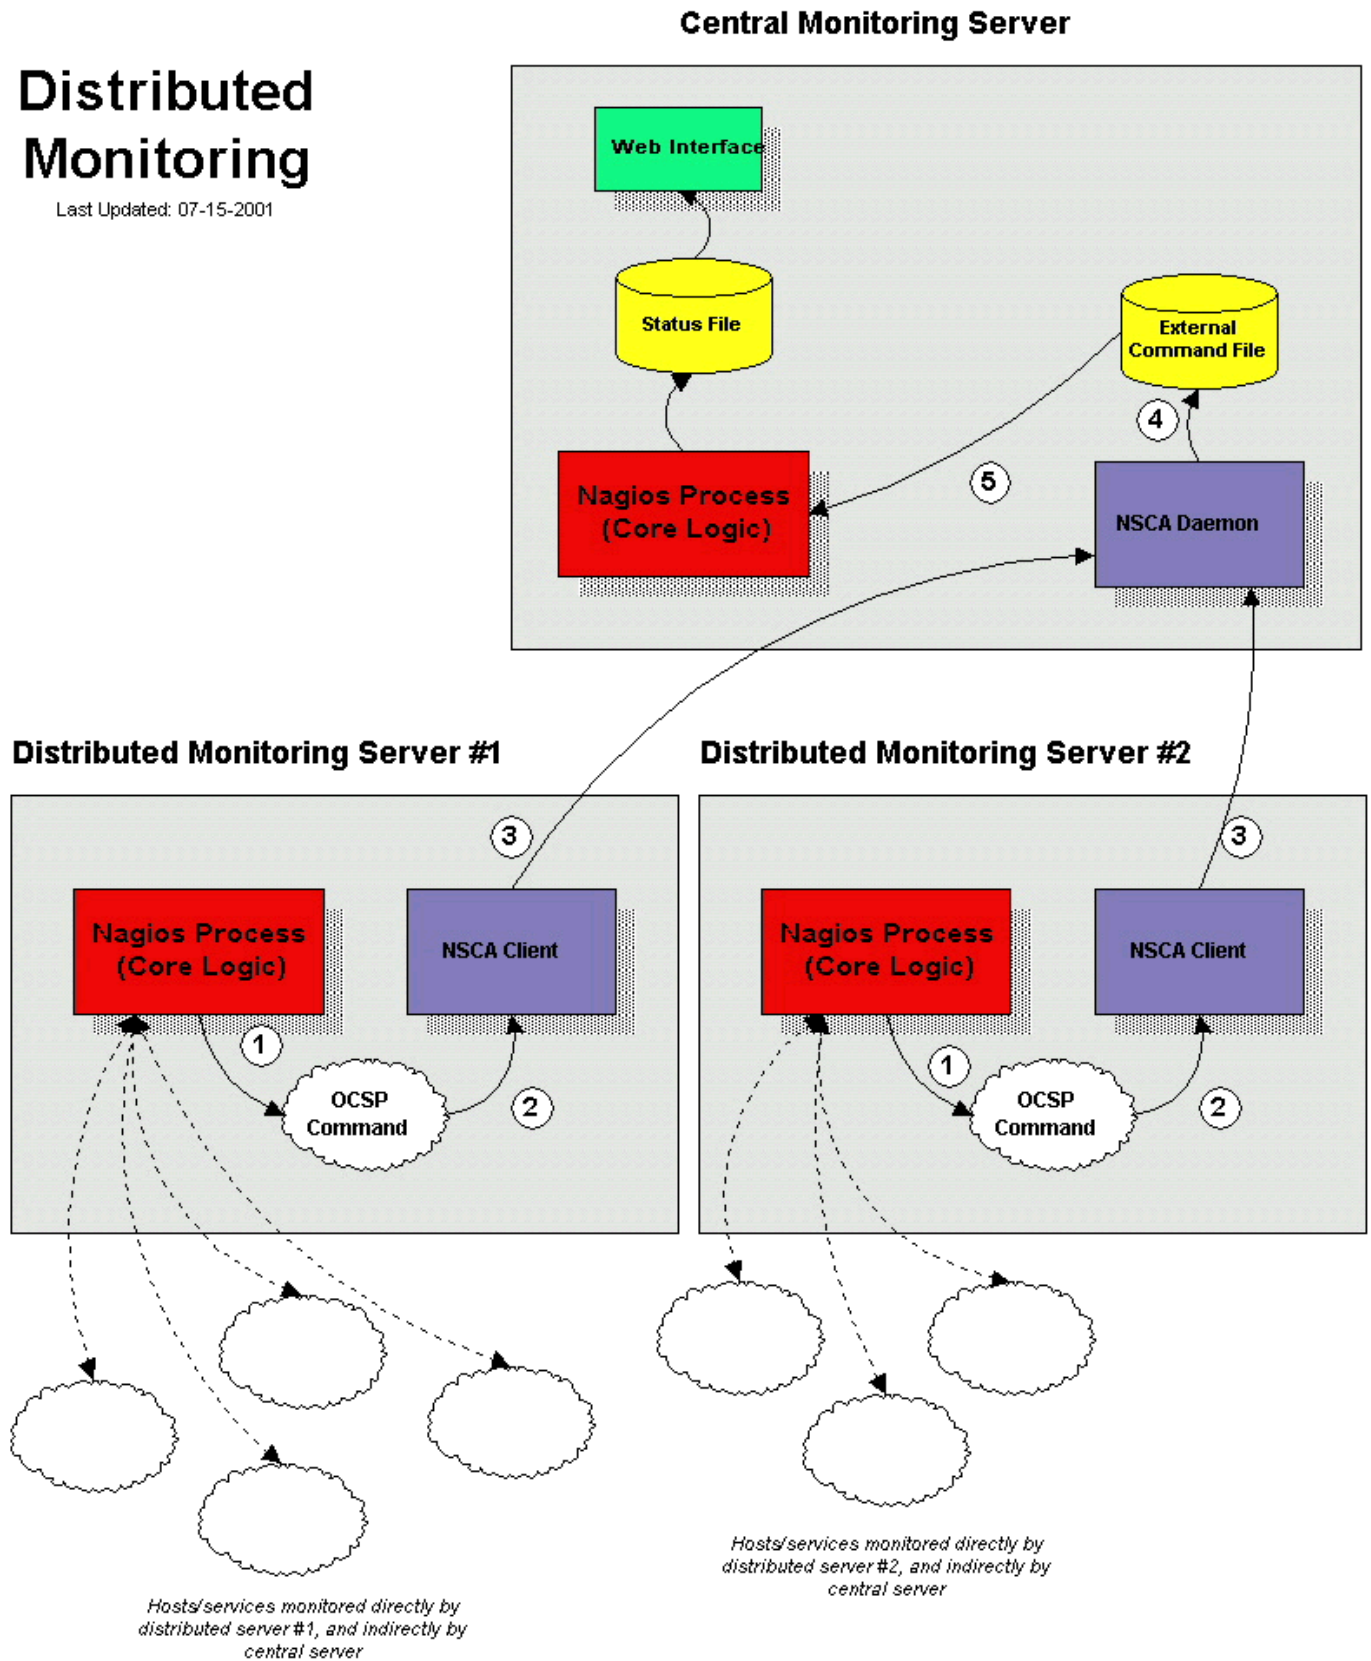 Central Monitoring Server
Distributed
Monitoring
Last Updated: 07-15-2001
Web Interface
Status File
External
Command File
4
5
Nagios Process
(Core Logic)
NSCA Daemon
Distributed Monitoring Server #1
3
Nagios Process
(Core Logic)
NSCA Client
1
OCSP
Command
2
Hosts/services monitored directly by
distributed server #1, and indirectly by
central server
Distributed Monitoring Server #2
3
Nagios Process
(Core Logic)
NSCA Client
1
OCSP
Command
2
Hosts/services monitored directly by
distributed server #2, and indirectly by
central server